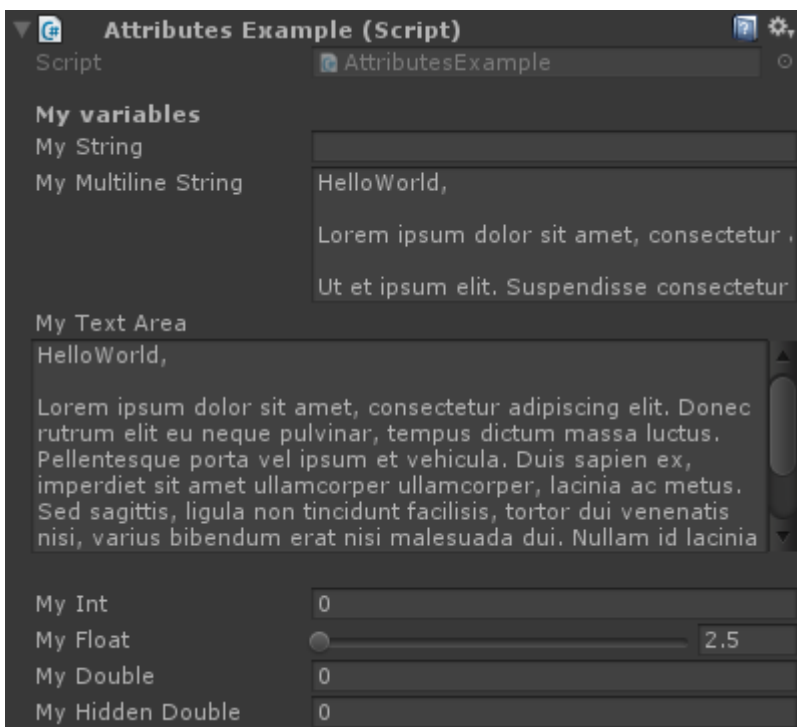 Attributes Example (Script)
Script AttributesExample
My variables
My String
My Multiline String HelloWorld,
Lorem ipsum dolor sit amet, consectetur
Ut et ipsum elit. Suspendisse consectetur
My Text Area
HelloWorld,
Lorem ipsum dolor sit amet, consectetur adipiscing elit. Donec
rutrum elit eu neque pulvinar, tempus dictum massa luctus.
Pellentesque porta vel ipsum et vehicula. Duis sapien ex,
imperdiet sit amet ullamcorper ullamcorper, lacinia ac metus.
Sed sagittis, ligula non tincidunt facilisis, tortor dui venenatis
nisi, varius bibendum erat nisi malesuada dui. Nullam id lacinia
My Int 0
My Float 2.5
My Double 0
My Hidden Double 0